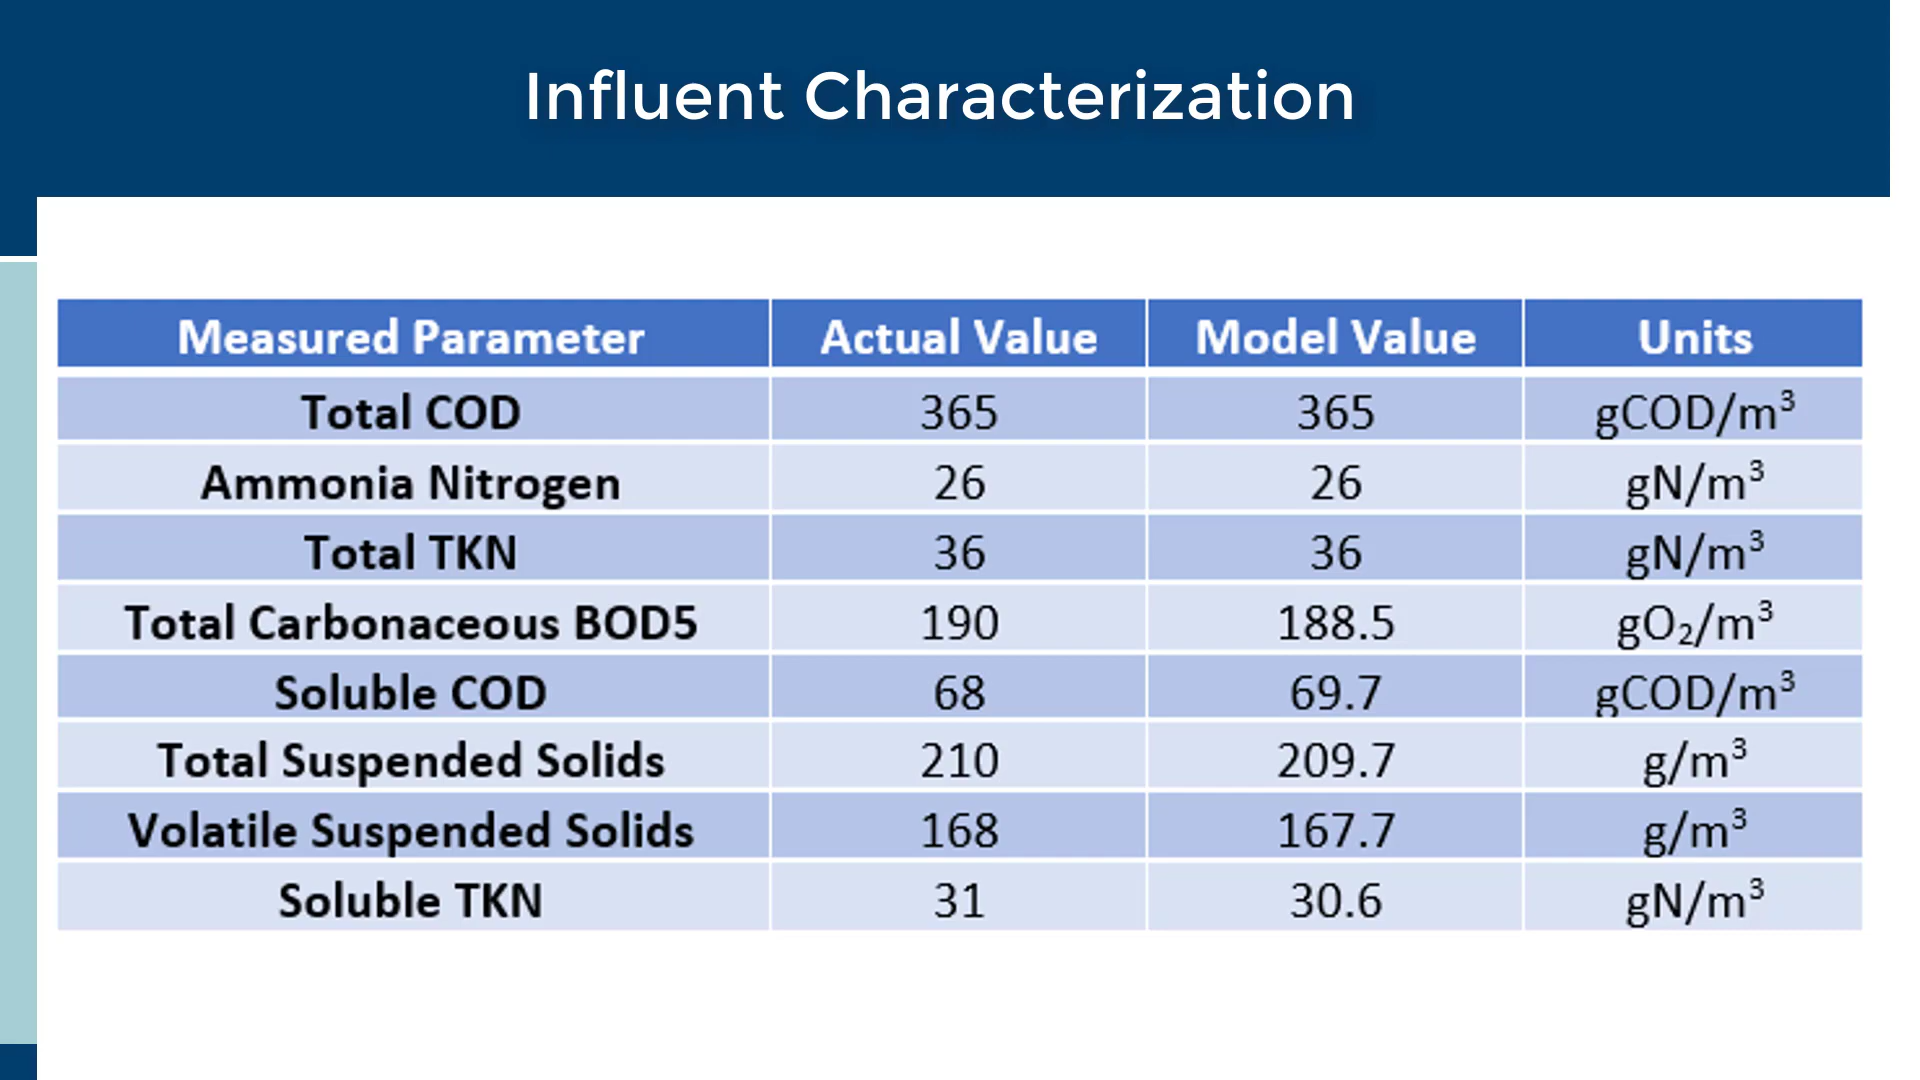 Influent Characterization
Measured Parameter Actual Value Model Value Units
Total COD 365 365 gCOD/m³
Ammonia Nitrogen 26 26 gN/m³
Total TKN 36 36 gN/m³
Total Carbonaceous BOD5 190 188.5 gO₂/m³
Soluble COD 68 69.7 gCOD/m³
Total Suspended Solids 210 209.7 g/m³
Volatile Suspended Solids 168 167.7 g/m³
Soluble TKN 31 30.6 gN/m³